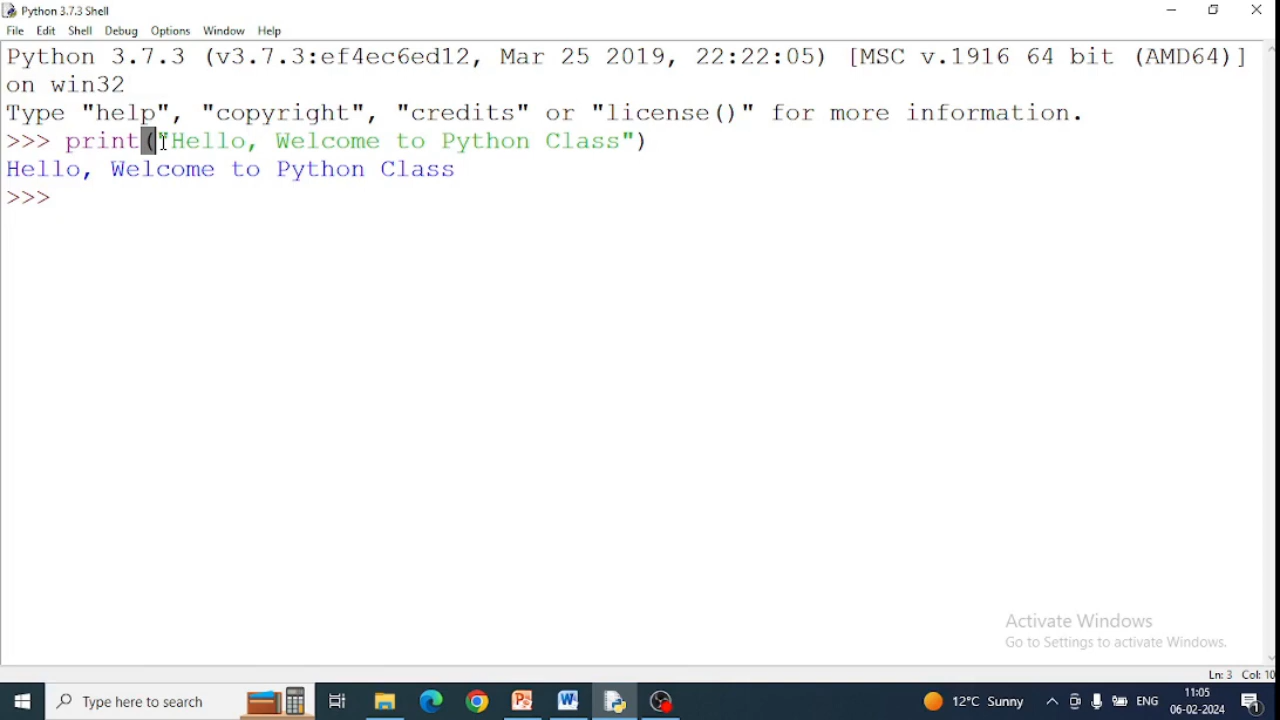 Python 3.7.3 Shell
File Edit Shell Debug Options Window Help
Python 3.7.3 (v3.7.3:ef4ec6ed12, Mar 25 2019, 22:22:05) [MSC v.1916 64 bit (AMD64)]
on win32
Type "help", "copyright", "credits" or "license()" for more information.
>>> print("Hello, Welcome to Python Class")
Hello, Welcome to Python Class
>>>
Activate Windows
Go to Settings to activate Windows.
Ln: 3 Col: 10
Type here to search
12°C Sunny
ENG
11:05
06-02-2024
1